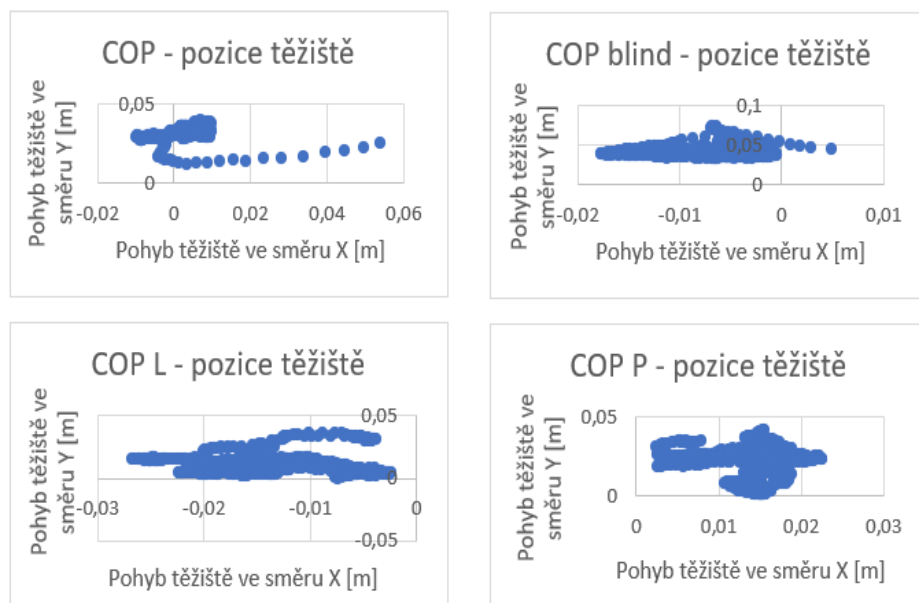 COP - pozice těžiště
Pohyb těžiště ve
směru Y [m]
0,05
0
-0,02
0
0,02
0,04
0,06
Pohyb těžiště ve směru X [m]
COP blind - pozice těžiště
Pohyb těžiště ve
směru Y [m]
0,1
0,05
0
-0,02
-0,01
0
0,01
Pohyb těžiště ve směru X [m]
COP L - pozice těžiště
Pohyb těžiště ve
směru Y [m]
0,05
0
-0,05
-0,03
-0,02
-0,01
0
Pohyb těžiště ve směru X [m]
COP P - pozice těžiště
Pohyb těžiště ve
směru Y [m]
0,05
0
0
0,01
0,02
0,03
Pohyb těžiště ve směru X [m]